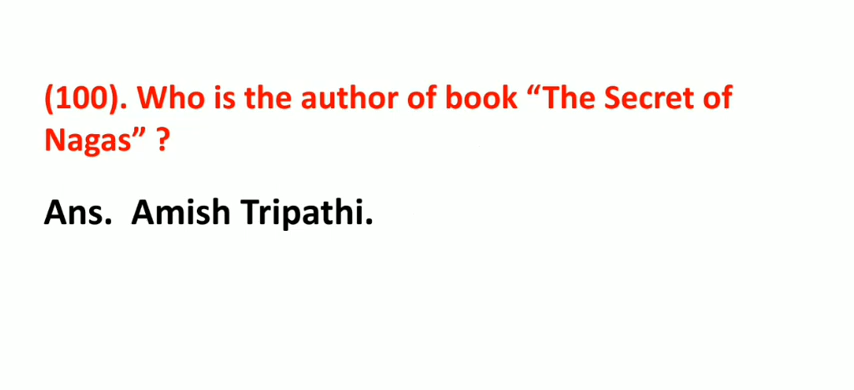 (100). Who is the author of book “The Secret of
Nagas” ?
Ans.  Amish Tripathi.